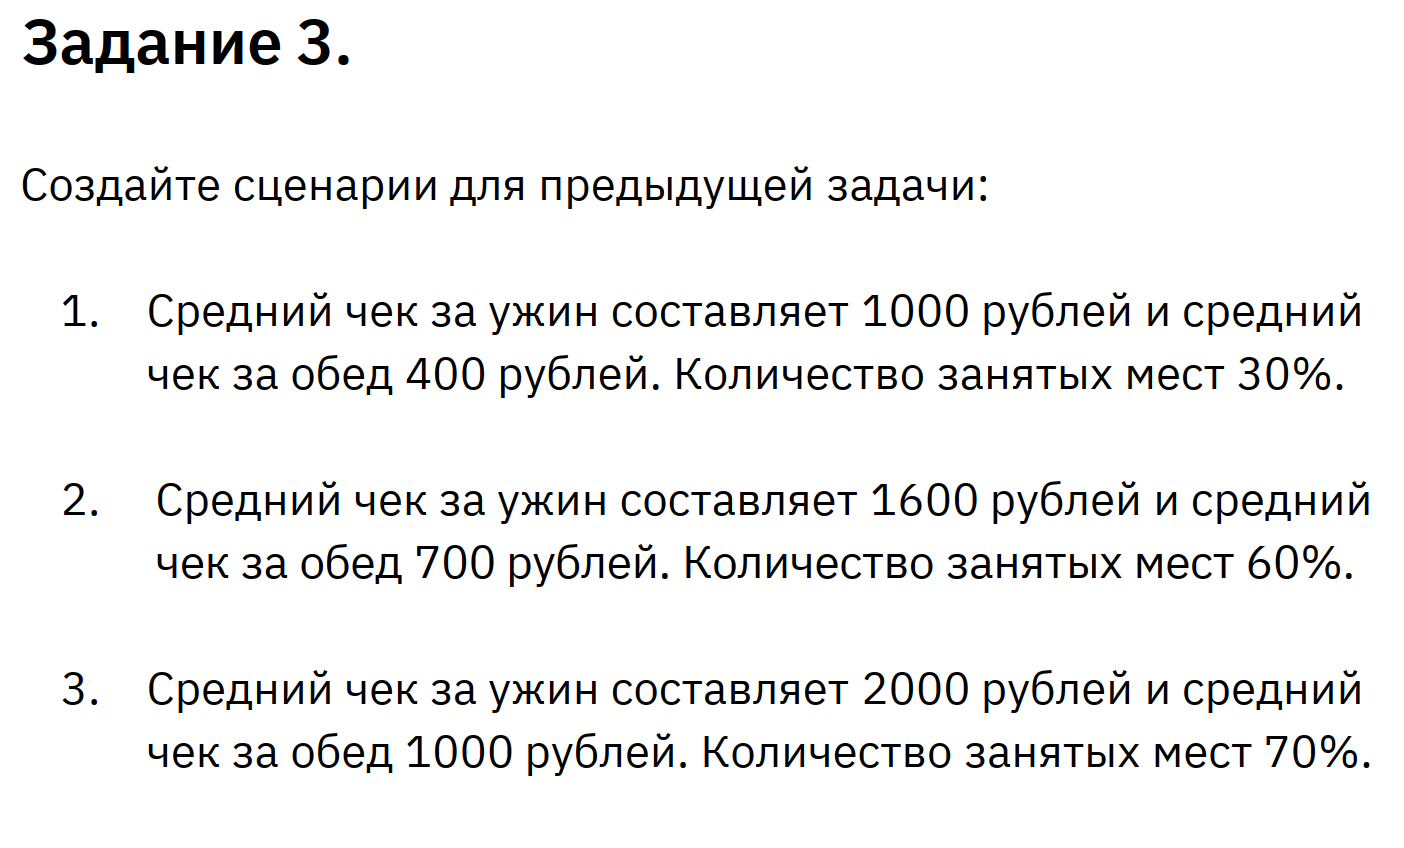 Задание 3.
Создайте сценарии для предыдущей задачи:
1. Средний чек за ужин составляет 1000 рублей и средний
чек за обед 400 рублей. Количество занятых мест 30%.
2. Средний чек за ужин составляет 1600 рублей и средний
чек за обед 700 рублей. Количество занятых мест 60%.
3. Средний чек за ужин составляет 2000 рублей и средний
чек за обед 1000 рублей. Количество занятых мест 70%.